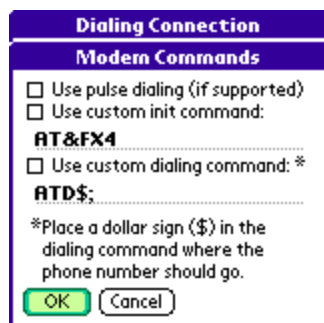 Dialing Connection
Modem Commands
Use pulse dialing (if supported)
Use custom init command:
AT&FX4
Use custom dialing command: *
ATD$;
*Place a dollar sign ($) in the
dialing command where the
phone number should go.
OK Cancel